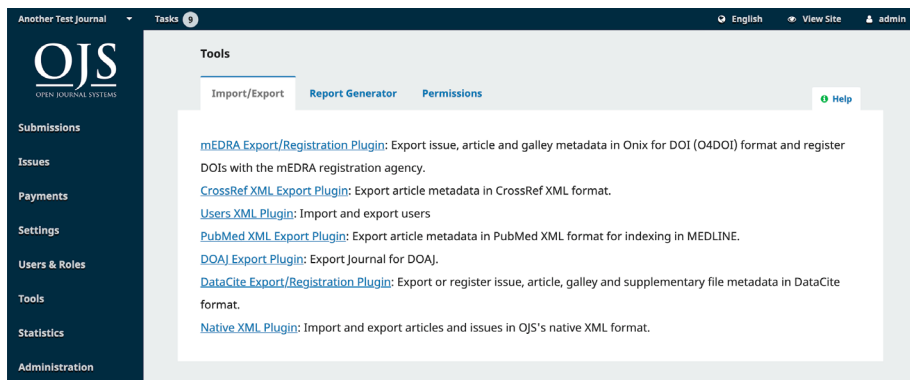 Another Test Journal
Tasks 9
English
View Site
admin
OJS
OPEN JOURNAL SYSTEMS
Submissions
Issues
Payments
Settings
Users & Roles
Tools
Statistics
Administration
Tools
Import/Export
Report Generator
Permissions
Help
mEDRA Export/Registration Plugin: Export issue, article and galley metadata in Onix for DOI (O4DOI) format and register
DOIs with the mEDRA registration agency.
CrossRef XML Export Plugin: Export article metadata in CrossRef XML format.
Users XML Plugin: Import and export users
PubMed XML Export Plugin: Export article metadata in PubMed XML format for indexing in MEDLINE.
DOAJ Export Plugin: Export Journal for DOAJ.
DataCite Export/Registration Plugin: Export or register issue, article, galley and supplementary file metadata in DataCite
format.
Native XML Plugin: Import and export articles and issues in OJS's native XML format.